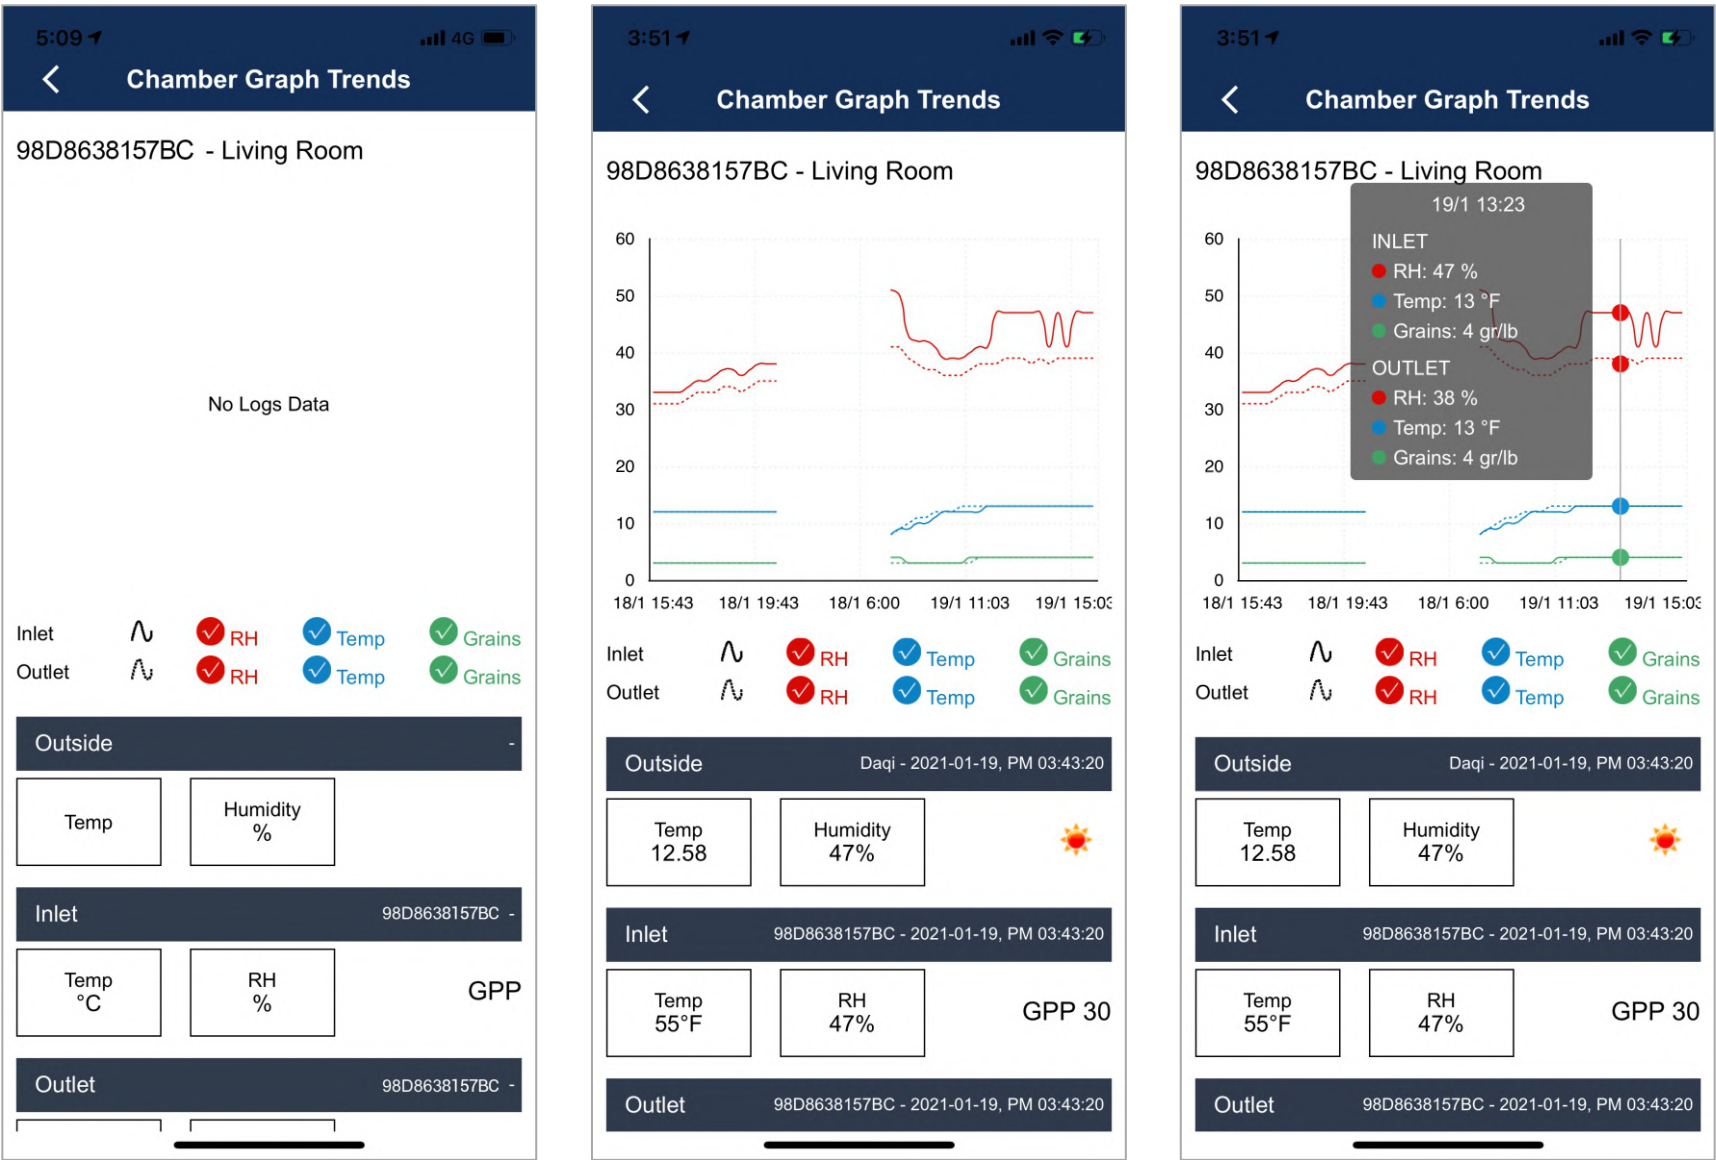 5:09
4G
Chamber Graph Trends
98D8638157BC - Living Room
No Logs Data
Inlet RH Temp Grains
Outlet RH Temp Grains
Outside -
Temp
Humidity
%
Inlet 98D8638157BC -
Temp
°C
RH
%
GPP
Outlet 98D8638157BC -
3:51
Chamber Graph Trends
98D8638157BC - Living Room
60
50
40
30
20
10
0
18/1 15:43 18/1 19:43 18/1 6:00 19/1 11:03 19/1 15:03
Inlet RH Temp Grains
Outlet RH Temp Grains
Outside Daqi - 2021-01-19, PM 03:43:20
Temp
12.58
Humidity
47%
Inlet 98D8638157BC - 2021-01-19, PM 03:43:20
Temp
55°F
RH
47%
GPP 30
Outlet 98D8638157BC - 2021-01-19, PM 03:43:20
3:51
Chamber Graph Trends
98D8638157BC - Living Room
19/1 13:23
INLET
RH: 47 %
Temp: 13 °F
Grains: 4 gr/lb
OUTLET
RH: 38 %
Temp: 13 °F
Grains: 4 gr/lb
60
50
40
30
20
10
0
18/1 15:43 18/1 19:43 18/1 6:00 19/1 11:03 19/1 15:03
Inlet RH Temp Grains
Outlet RH Temp Grains
Outside Daqi - 2021-01-19, PM 03:43:20
Temp
12.58
Humidity
47%
Inlet 98D8638157BC - 2021-01-19, PM 03:43:20
Temp
55°F
RH
47%
GPP 30
Outlet 98D8638157BC - 2021-01-19, PM 03:43:20